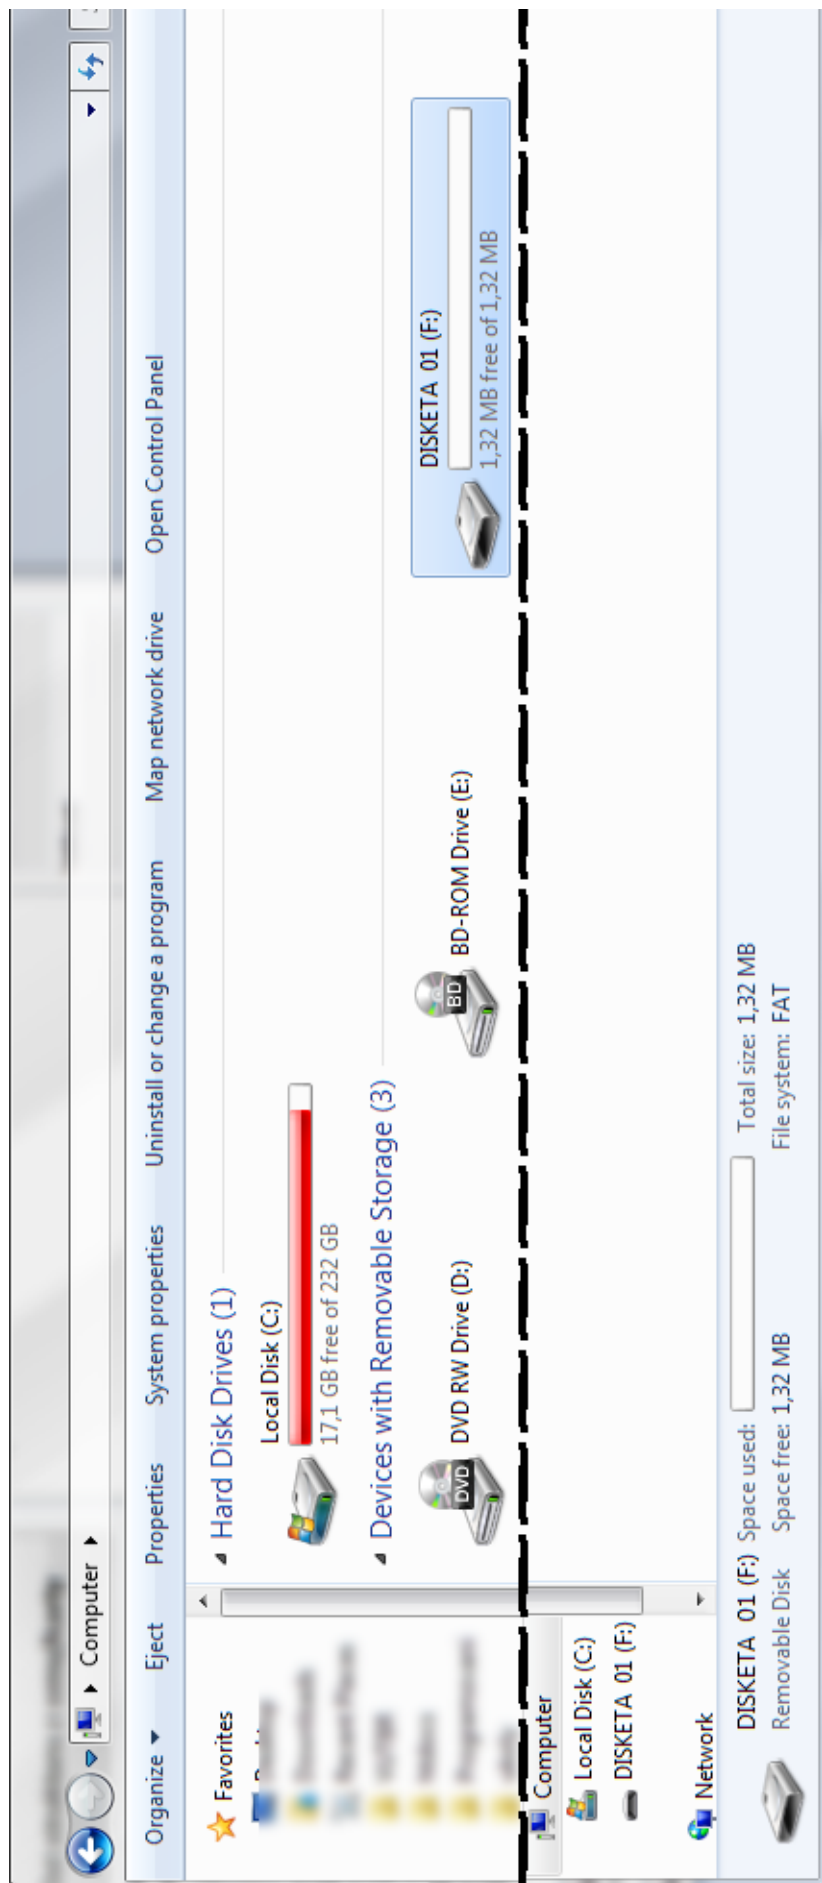 Computer
Organize
Eject
Properties
System properties
Uninstall or change a program
Map network drive
Open Control Panel
Favorites
Computer
Local Disk (C:)
DISKETA 01 (F:)
Network
Hard Disk Drives (1)
Local Disk (C:)
17,1 GB free of 232 GB
Devices with Removable Storage (3)
DVD
DVD RW Drive (D:)
BD
BD-ROM Drive (E:)
DISKETA 01 (F:)
1,32 MB free of 1,32 MB
DISKETA 01 (F:) Space used: Total size: 1,32 MB
Removable Disk Space free: 1,32 MB File system: FAT